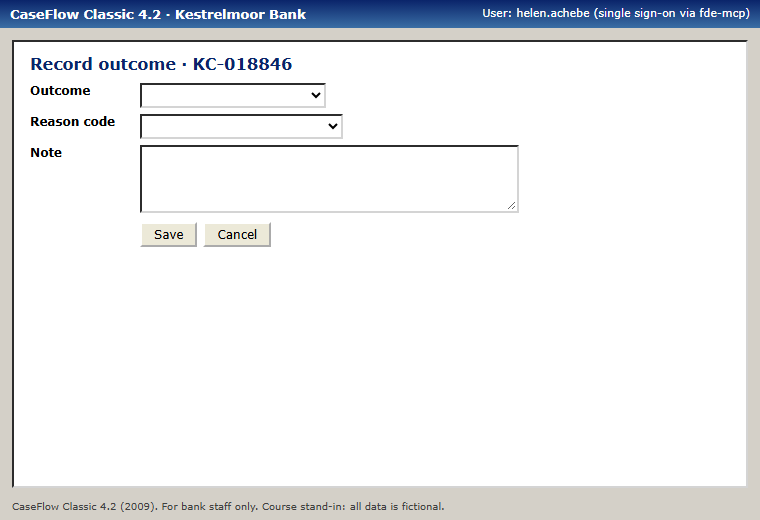 CaseFlow Classic 4.2 · Kestrelmoor Bank
User: helen.achebe (single sign-on via fde-mcp)
Record outcome · KC-018846
Outcome
Reason code
Note
Save Cancel
CaseFlow Classic 4.2 (2009). For bank staff only. Course stand-in: all data is fictional.